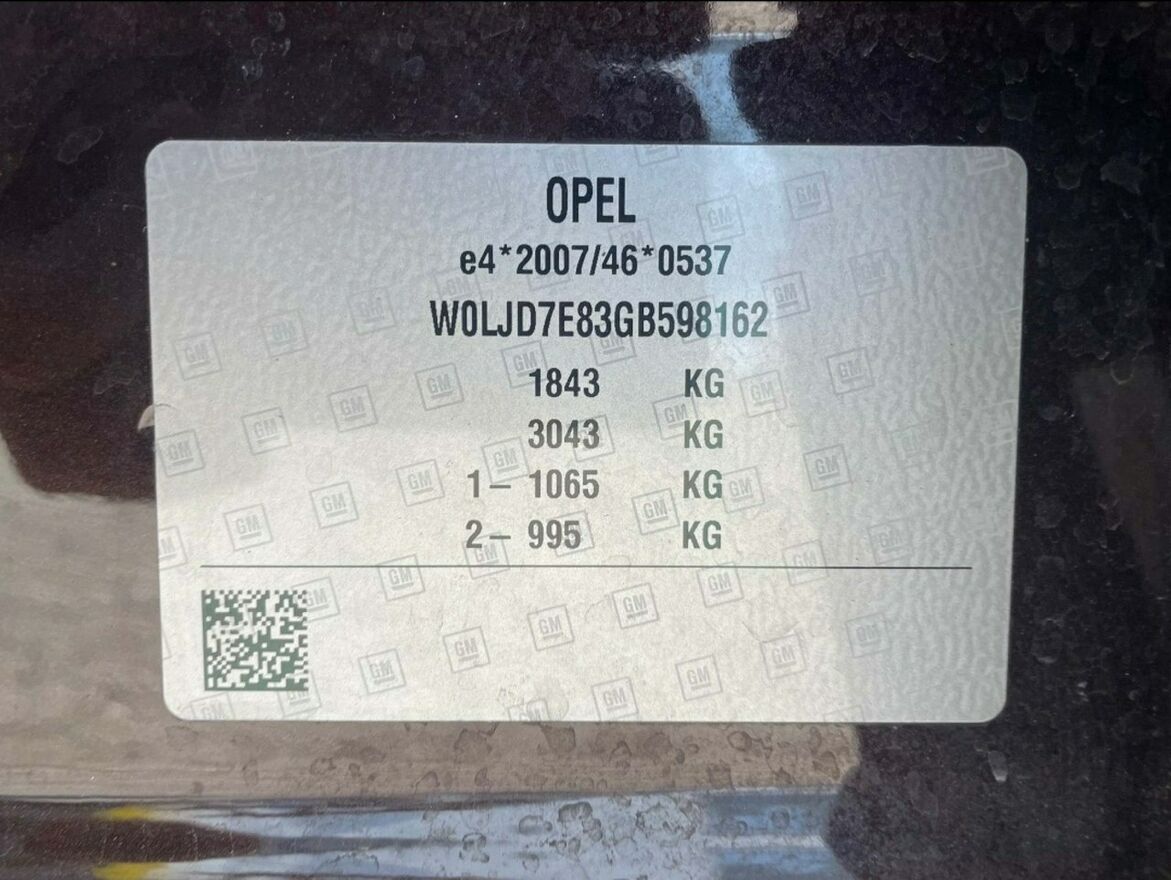 OPEL
e4*2007/46*0537
W0LJD7E83GB598162
1843 KG
3043 KG
1– 1065 KG
2– 995 KG